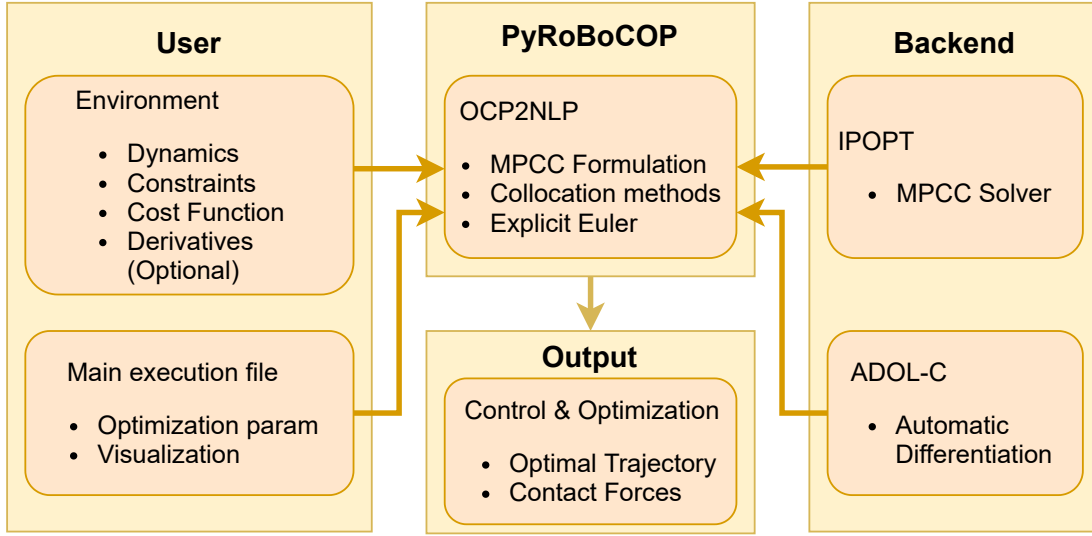 User
Environment
• Dynamics
• Constraints
• Cost Function
• Derivatives
(Optional)
Main execution file
• Optimization param
• Visualization
PyRoBoCOP
OCP2NLP
• MPCC Formulation
• Collocation methods
• Explicit Euler
Output
Control & Optimization
• Optimal Trajectory
• Contact Forces
Backend
IPOPT
• MPCC Solver
ADOL-C
• Automatic
Differentiation